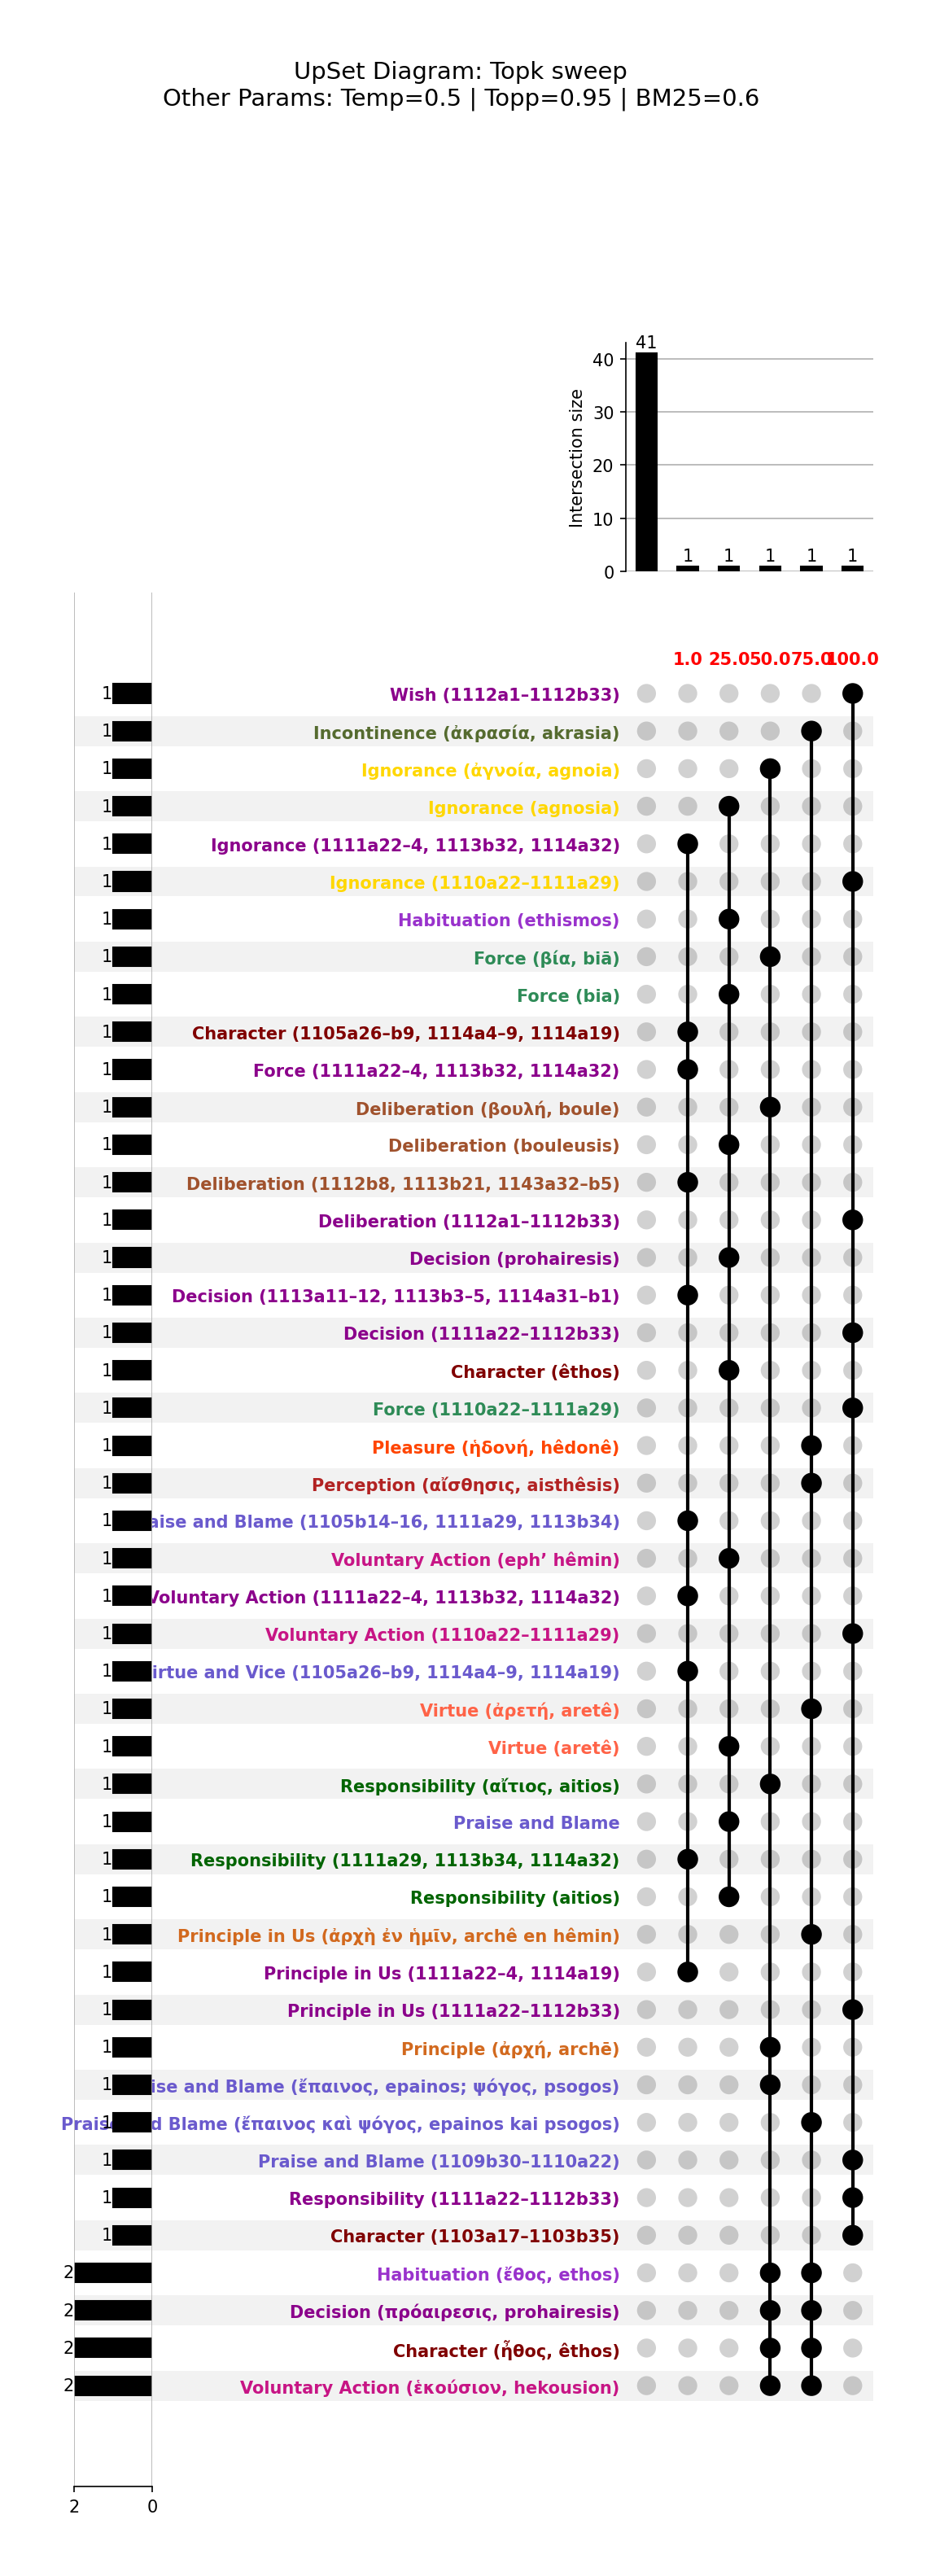 UpSet Diagram: Topk sweep
Other Params: Temp=0.5 | Topp=0.95 | BM25=0.6
41
40
30
20
10
0
Intersection size
1 1 1 1 1
1.0 25.0 50.0 75.0 100.0
1 Wish (1112a1–1112b33)
1 Incontinence (ἀκρασία, akrasia)
1 Ignorance (ἀγνοία, agnoia)
1 Ignorance (agnosia)
1 Ignorance (1111a22–4, 1113b32, 1114a32)
1 Ignorance (1110a22–1111a29)
1 Habituation (ethismos)
1 Force (βία, biā)
1 Force (bia)
1 Character (1105a26–b9, 1114a4–9, 1114a19)
1 Force (1111a22–4, 1113b32, 1114a32)
1 Deliberation (βουλή, boule)
1 Deliberation (bouleusis)
1 Deliberation (1112b8, 1113b21, 1143a32–b5)
1 Deliberation (1112a1–1112b33)
1 Decision (prohairesis)
1 Decision (1113a11–12, 1113b3–5, 1114a31–b1)
1 Decision (1111a22–1112b33)
1 Character (êthos)
1 Force (1110a22–1111a29)
1 Pleasure (ἡδονή, hêdonê)
1 Perception (αἴσθησις, aisthêsis)
1 aise and Blame (1105b14–16, 1111a29, 1113b34)
1 Voluntary Action (eph’ hêmin)
1 Voluntary Action (1111a22–4, 1113b32, 1114a32)
1 Voluntary Action (1110a22–1111a29)
1 irtue and Vice (1105a26–b9, 1114a4–9, 1114a19)
1 Virtue (ἀρετή, aretê)
1 Virtue (aretê)
1 Responsibility (αἴτιος, aitios)
1 Praise and Blame
1 Responsibility (1111a29, 1113b34, 1114a32)
1 Responsibility (aitios)
1 Principle in Us (ἀρχὴ ἐν ἡμῖν, archê en hêmin)
1 Principle in Us (1111a22–4, 1114a19)
1 Principle in Us (1111a22–1112b33)
1 Principle (ἀρχή, archē)
1 ise and Blame (ἔπαινος, epainos; ψόγος, psogos)
1 Praise and Blame (ἔπαινος καὶ ψόγος, epainos kai psogos)
1 Praise and Blame (1109b30–1110a22)
1 Responsibility (1111a22–1112b33)
1 Character (1103a17–1103b35)
2 Habituation (ἔθος, ethos)
2 Decision (πρόαιρεσις, prohairesis)
2 Character (ἦθος, êthos)
2 Voluntary Action (ἑκούσιον, hekousion)
2 0